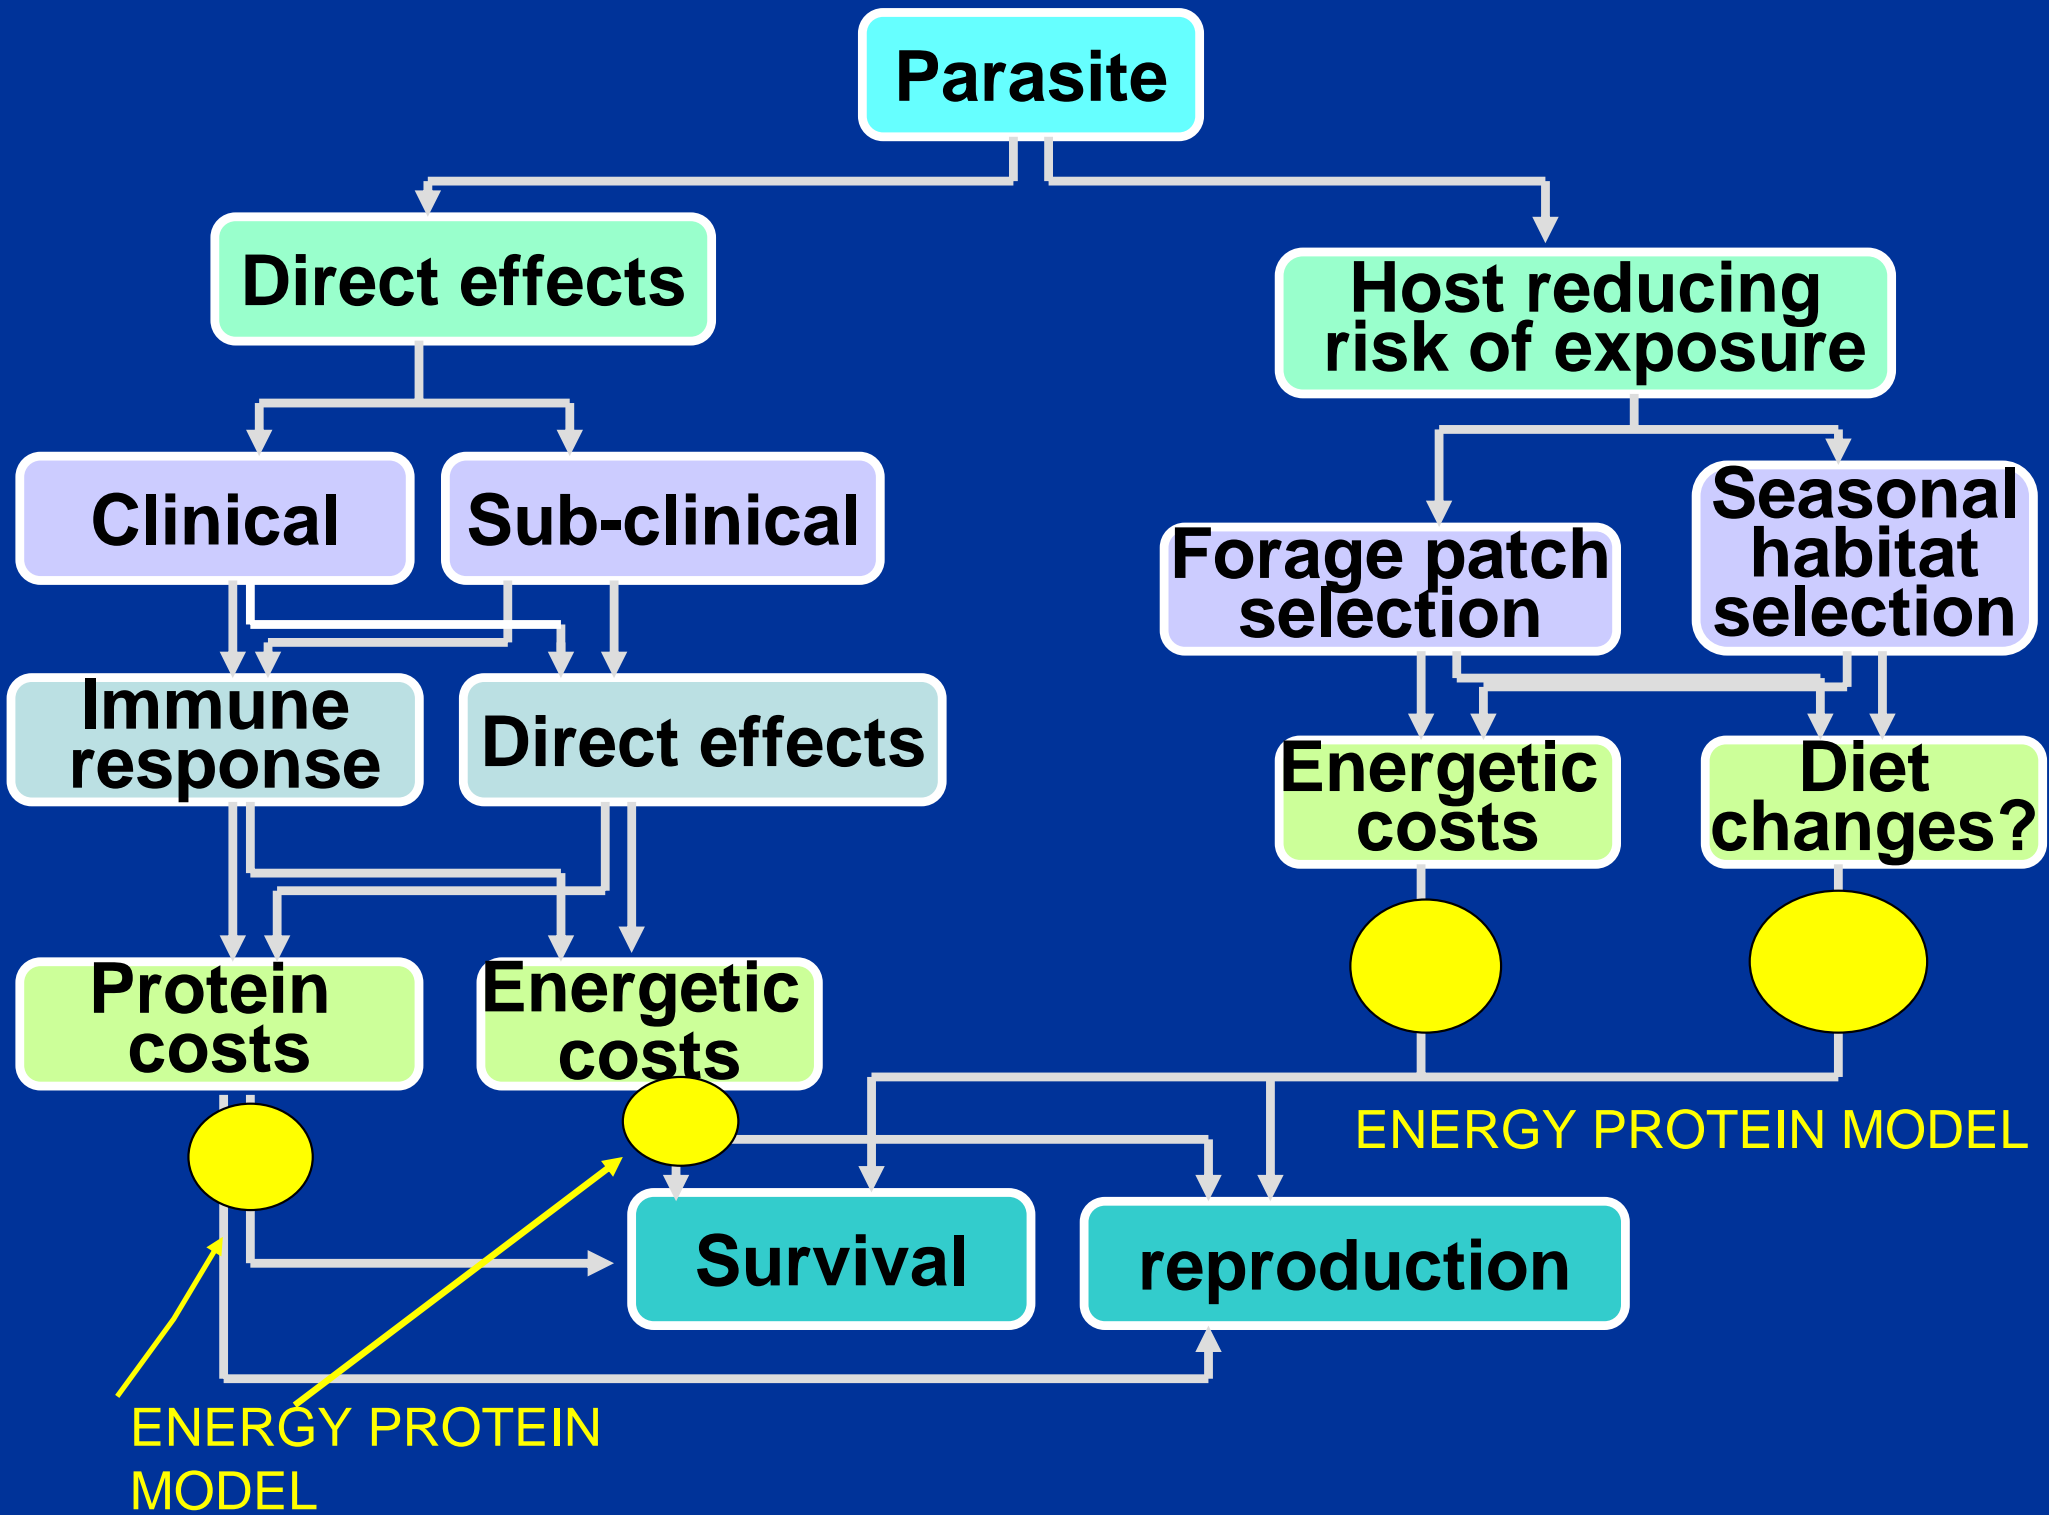 Parasite
Direct effects
Host reducing
risk of exposure
Clinical
Sub-clinical
Forage patch
selection
Seasonal
habitat
selection
Immune
response
Direct effects
Energetic
costs
Diet
changes?
Protein
costs
Energetic
costs
ENERGY PROTEIN MODEL
Survival
reproduction
ENERGY PROTEIN
MODEL